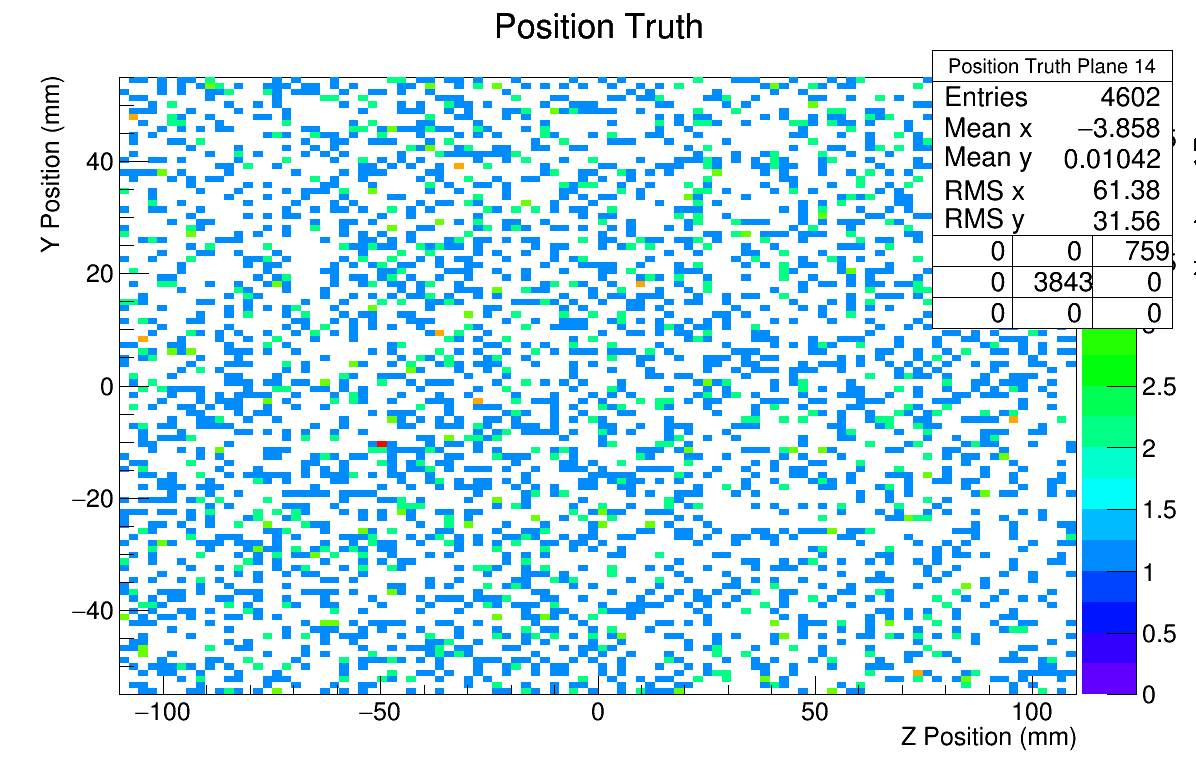 Position Truth
Position Truth Plane 14
Entries 4602
Mean x −3.858
Mean y 0.01042
RMS x 61.38
RMS y 31.56
0 0 759
0 3843 0
0 0 0
Y Position (mm)
40
20
0
−20
−40
−100 −50 0 50 100
Z Position (mm)
2.5
2
1.5
1
0.5
0